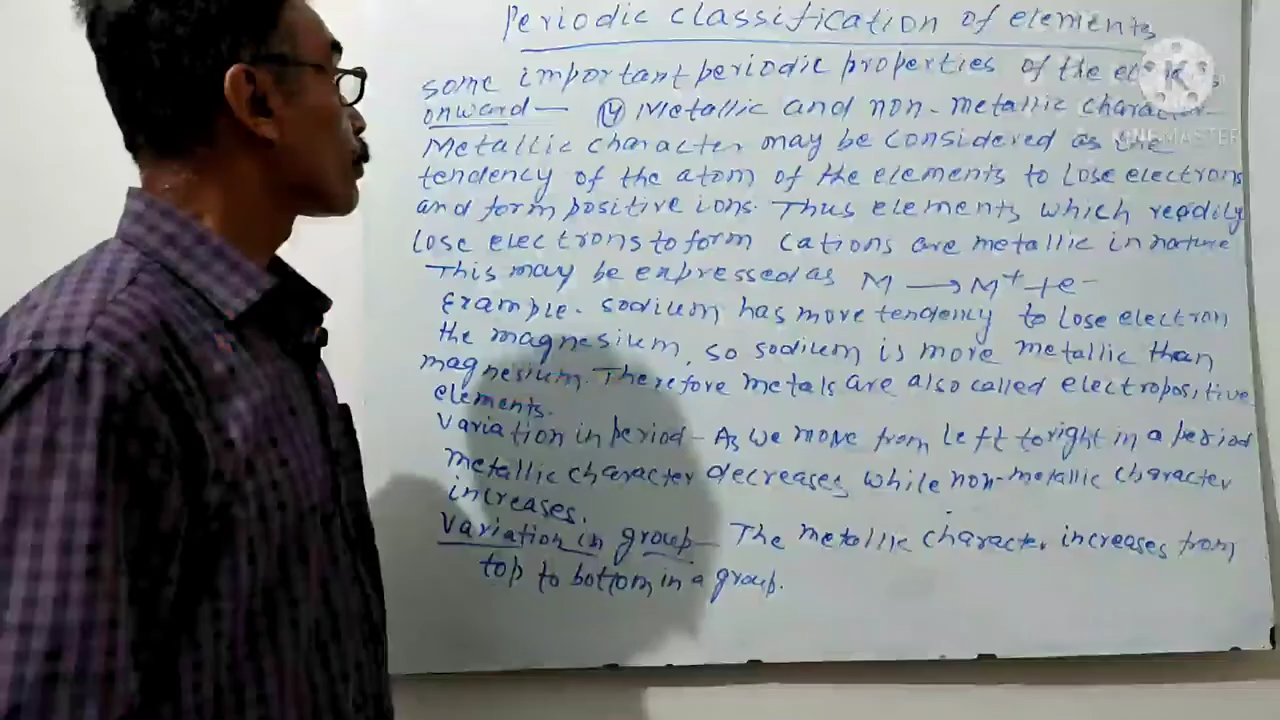 Periodic classification of elements
some important periodic properties of the
onward — (4) Metallic and non-metallic character-
Metallic character may be considered as the
tendency of the atom of the elements to lose electrons
and form positive ions. Thus elements which readily
lose electrons to form cations are metallic in nature
This may be expressed as M → M⁺ + e⁻
Example- sodium has more tendency to lose electron
the magnesium, so sodium is more metallic than
magnesium. Therefore metals are also called electropositive
elements.
Variation in period - As we move from left to right in a period
metallic character decreases while non-metallic character
increases.
Variation in group - The metallic character increases from
top to bottom in a group.
K
KINEMASTER